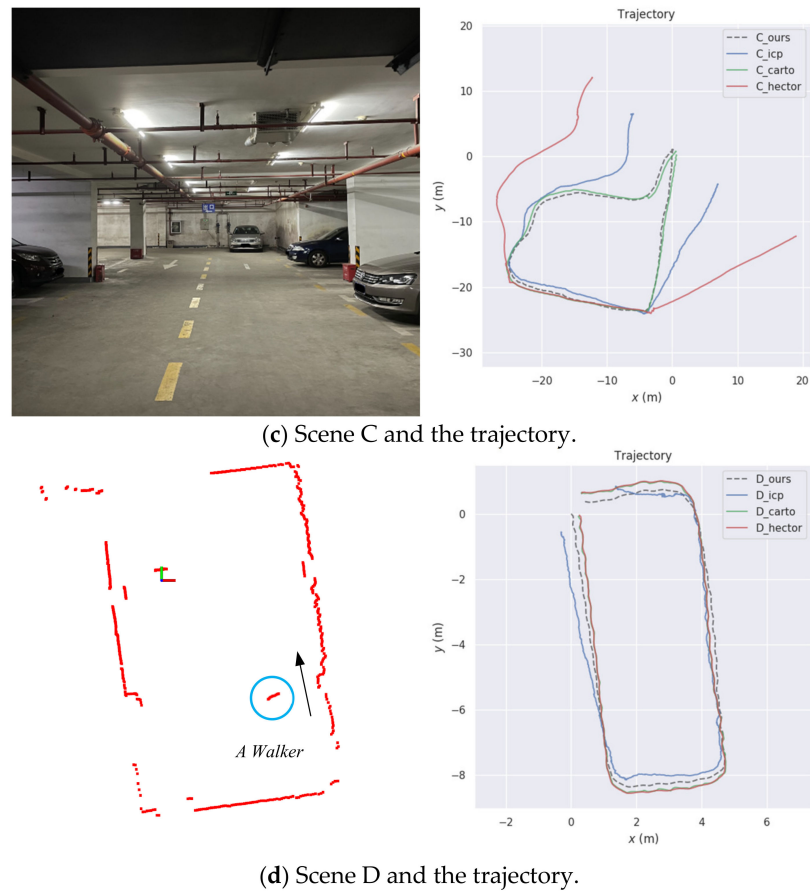 Trajectory
20
10
0
−10
−20
−30
y (m)
C_ours
C_icp
C_carto
C_hector
−20
−10
0
10
20
x (m)
(c) Scene C and the trajectory.
A Walker
Trajectory
0
−2
−4
−6
−8
y (m)
D_ours
D_icp
D_carto
D_hector
−2
0
2
4
6
x (m)
(d) Scene D and the trajectory.